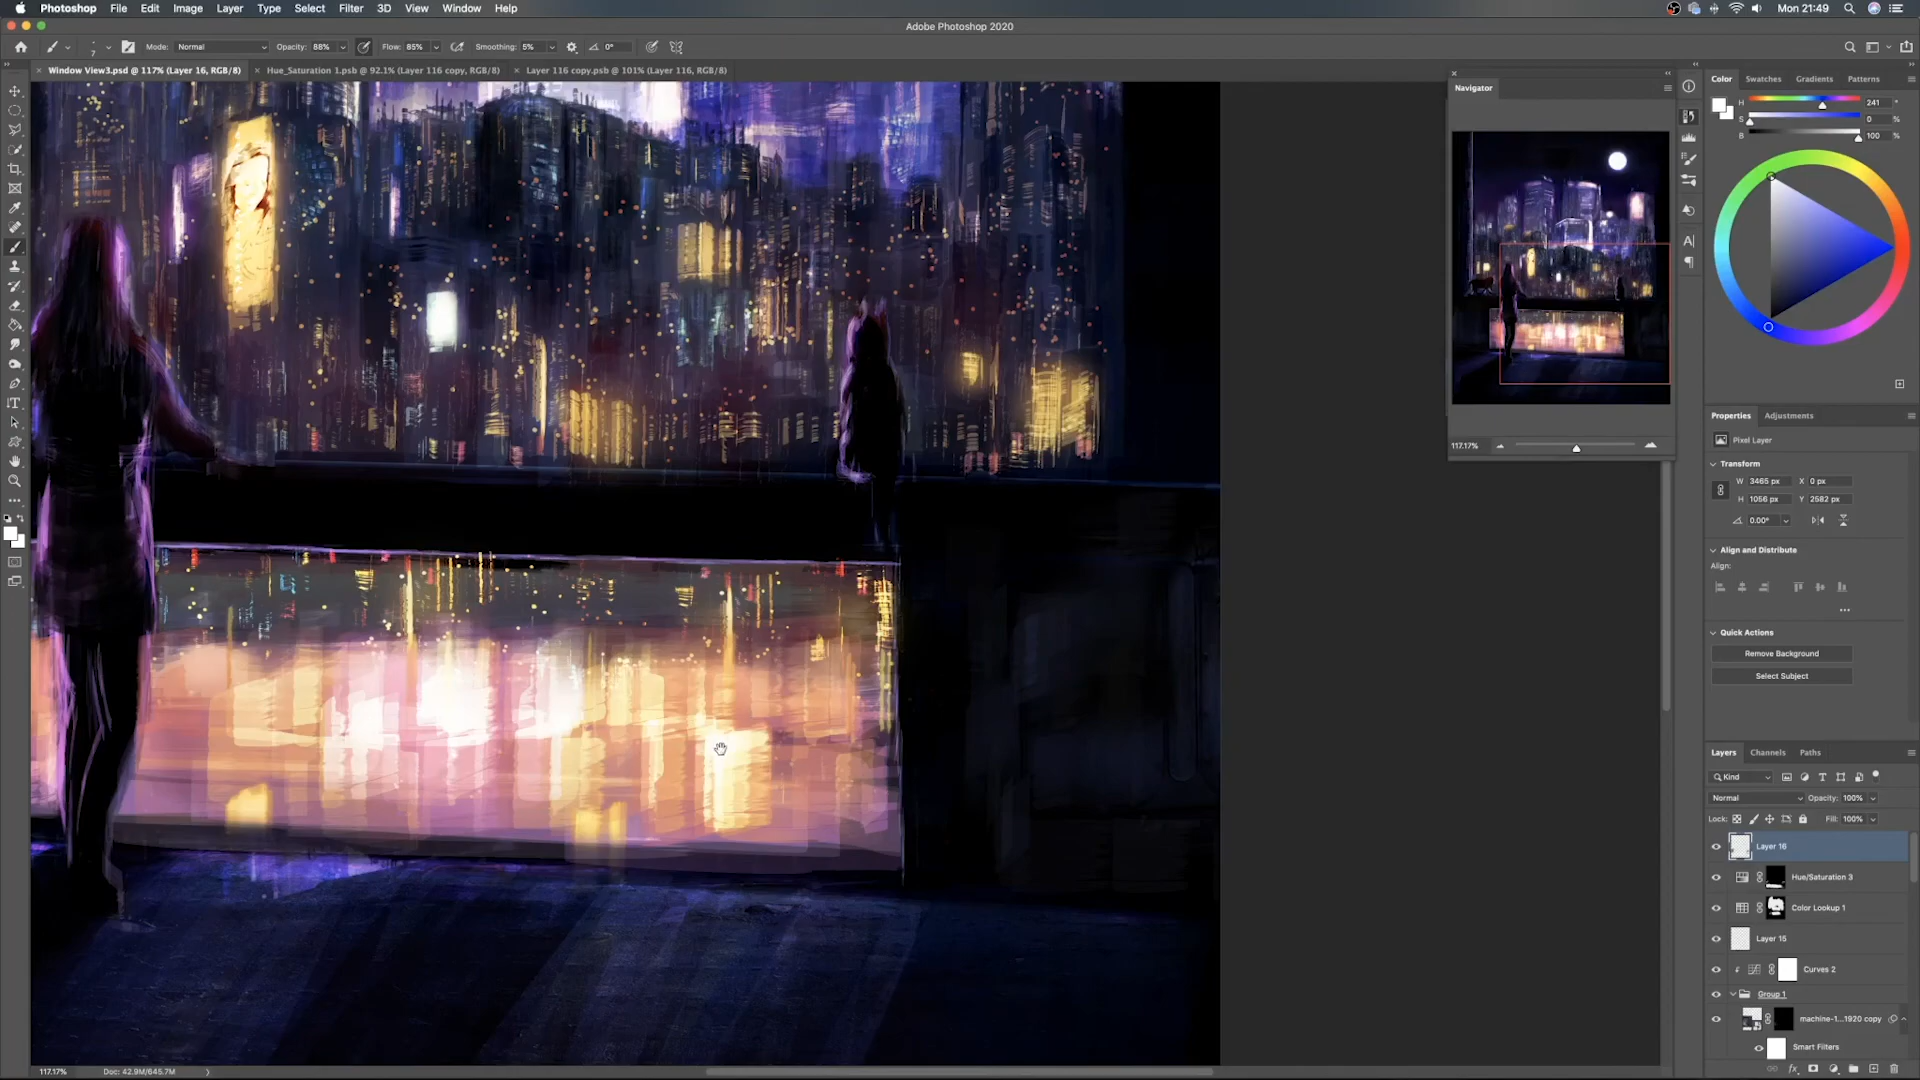 Photoshop File Edit Image Layer Type Select Filter 3D View Window Help Mon 21:49
Adobe Photoshop 2020
Mode: Normal Opacity: 88% Flow: 85% Smoothing: 5% 0°
7
× Window View3.psd @ 117% (Layer 16, RGB/8) × Hue_Saturation 1.psb @ 92.1% (Layer 116 copy, RGB/8) × Layer 116 copy.psb @ 101% (Layer 116, RGB/8)
Navigator
117.17%
Color Swatches Gradients Patterns
H 241 °
S 0 %
B 100 %
Properties Adjustments
Pixel Layer
Transform
W 3465 px X 0 px
H 1056 px Y 2582 px
0.00°
Align and Distribute
Align:
Quick Actions
Remove Background
Select Subject
Layers Channels Paths
Kind
Normal Opacity: 100%
Lock: Fill: 100%
Layer 16
Hue/Saturation 3
Color Lookup 1
Layer 15
Curves 2
Group 1
machine-1...1920 copy
Smart Filters
117.17% Doc: 42.9M/645.7M